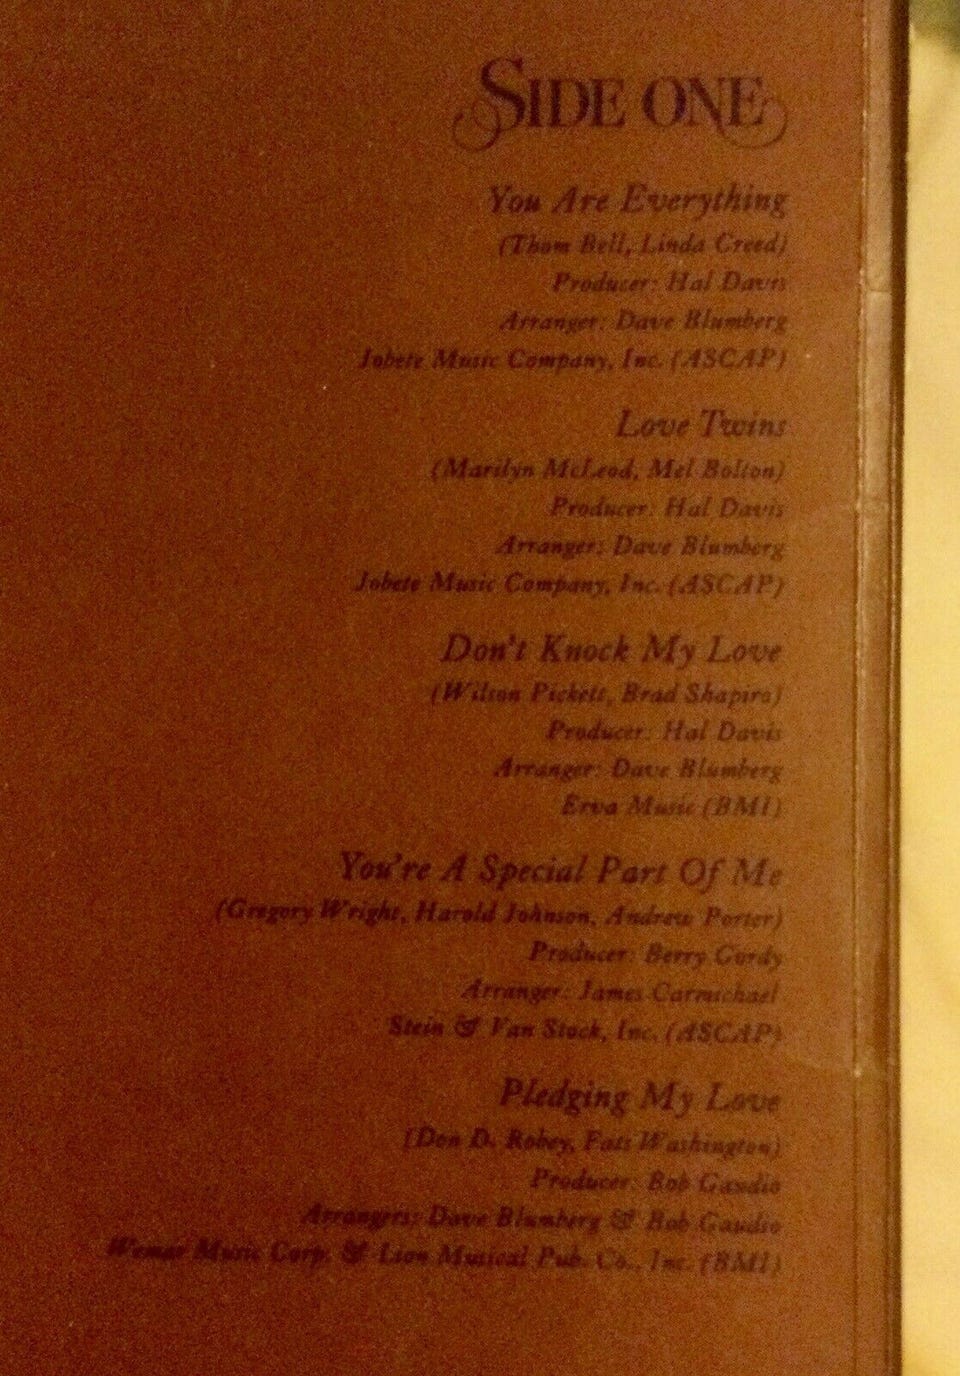 SIDE ONE
You Are Everything
(Thom Bell, Linda Creed)
Producer: Hal Davis
Arranger: Dave Blumberg
Jobete Music Company, Inc. (ASCAP)
Love Twins
(Marilyn McLeod, Mel Bolton)
Producer: Hal Davis
Arranger: Dave Blumberg
Jobete Music Company, Inc. (ASCAP)
Don't Knock My Love
(Wilson Pickett, Brad Shapiro)
Producer: Hal Davis
Arranger: Dave Blumberg
Erva Music (BMI)
You're A Special Part Of Me
(Gregory Wright, Harold Johnson, Andrew Porter)
Producer: Berry Gordy
Arranger: James Carmichael
Stein & Van Stock, Inc. (ASCAP)
Pledging My Love
(Don D. Robey, Fats Washington)
Producer: Bob Gaudio
Arrangers: Dave Blumberg & Bob Gaudio
Wemar Music Corp. & Lion Musical Pub. Co., Inc. (BMI)